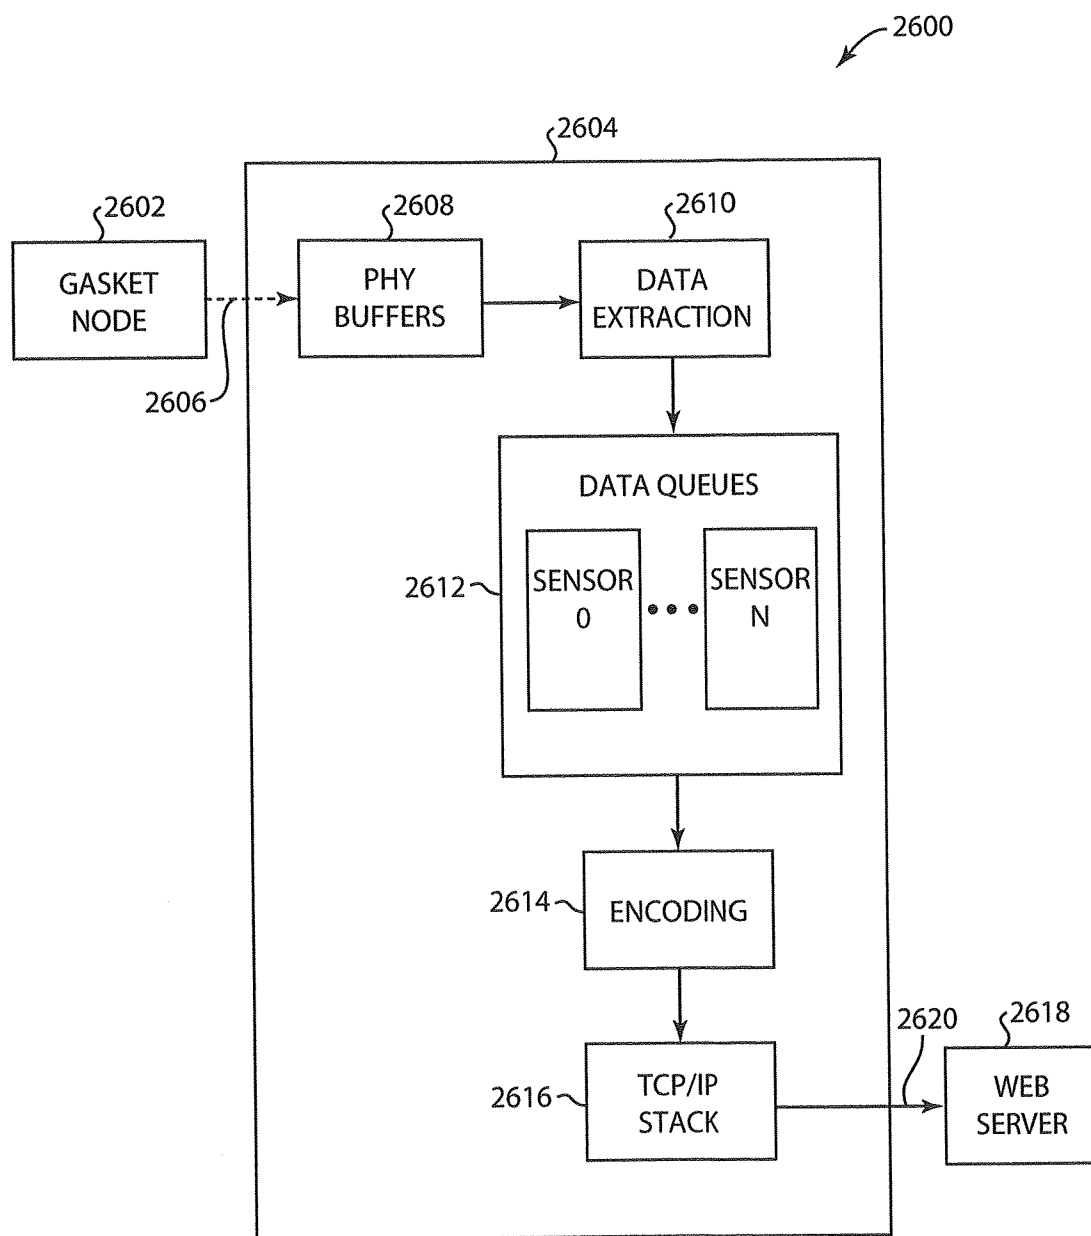 2600
2604
2602
2608
2610
GASKET
NODE
PHY
BUFFERS
DATA
EXTRACTION
2606
DATA QUEUES
2612
SENSOR
0
SENSOR
N
2614
ENCODING
2620
2618
2616
TCP/IP
STACK
WEB
SERVER